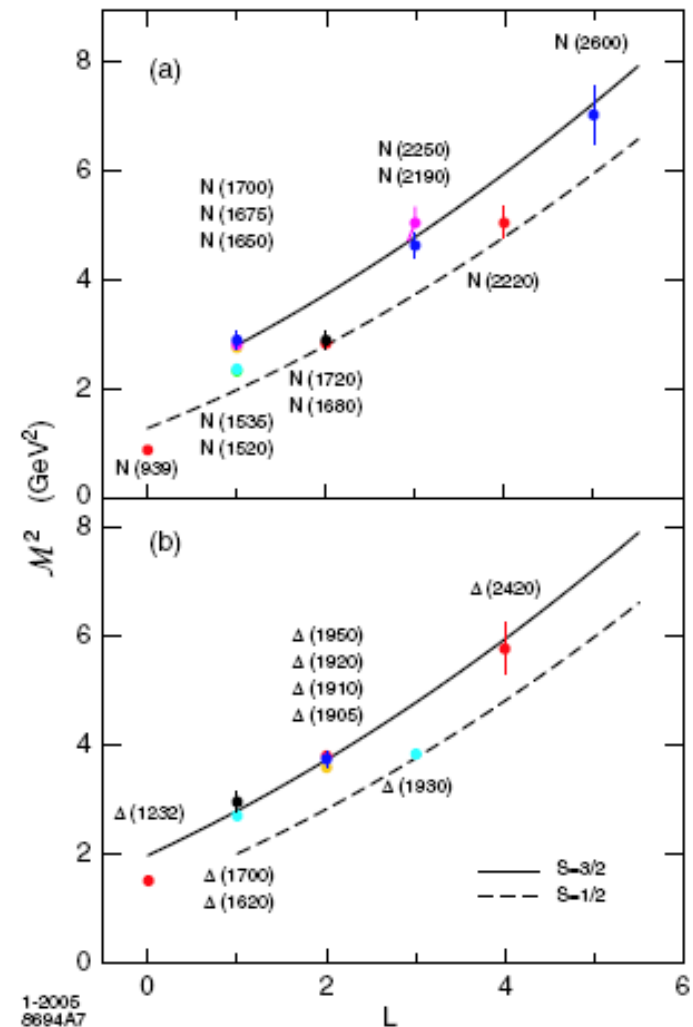 8
(a)
N (2600)
6
N (2250)
N (2190)
N (1700)
N (1675)
N (1650)
4
N (2220)
2
N (1720)
N (1680)
N (1535)
N (1520)
N (939)
0
M² (GeV²)
8
(b)
Δ (2420)
6
Δ (1950)
Δ (1920)
Δ (1910)
Δ (1905)
4
Δ (1930)
Δ (1232)
2
Δ (1700)
Δ (1620)
S=3/2
S=1/2
0
0 2 4 6
L
1-2005
8694A7